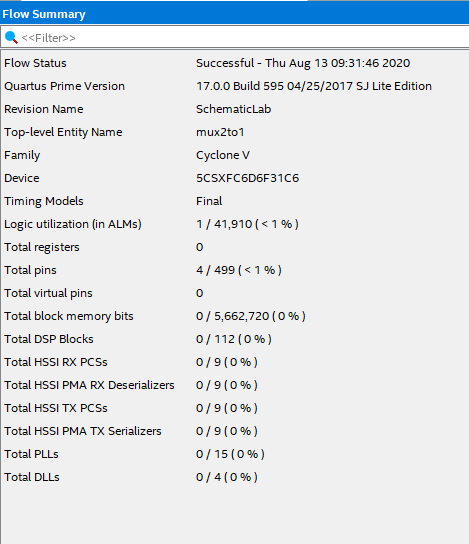 Flow Summary
<<Filter>>
Flow Status Successful - Thu Aug 13 09:31:46 2020
Quartus Prime Version 17.0.0 Build 595 04/25/2017 SJ Lite Edition
Revision Name SchematicLab
Top-level Entity Name mux2to1
Family Cyclone V
Device 5CSXFC6D6F31C6
Timing Models Final
Logic utilization (in ALMs) 1 / 41,910 ( < 1 % )
Total registers 0
Total pins 4 / 499 ( < 1 % )
Total virtual pins 0
Total block memory bits 0 / 5,662,720 ( 0 % )
Total DSP Blocks 0 / 112 ( 0 % )
Total HSSI RX PCSs 0 / 9 ( 0 % )
Total HSSI PMA RX Deserializers 0 / 9 ( 0 % )
Total HSSI TX PCSs 0 / 9 ( 0 % )
Total HSSI PMA TX Serializers 0 / 9 ( 0 % )
Total PLLs 0 / 15 ( 0 % )
Total DLLs 0 / 4 ( 0 % )